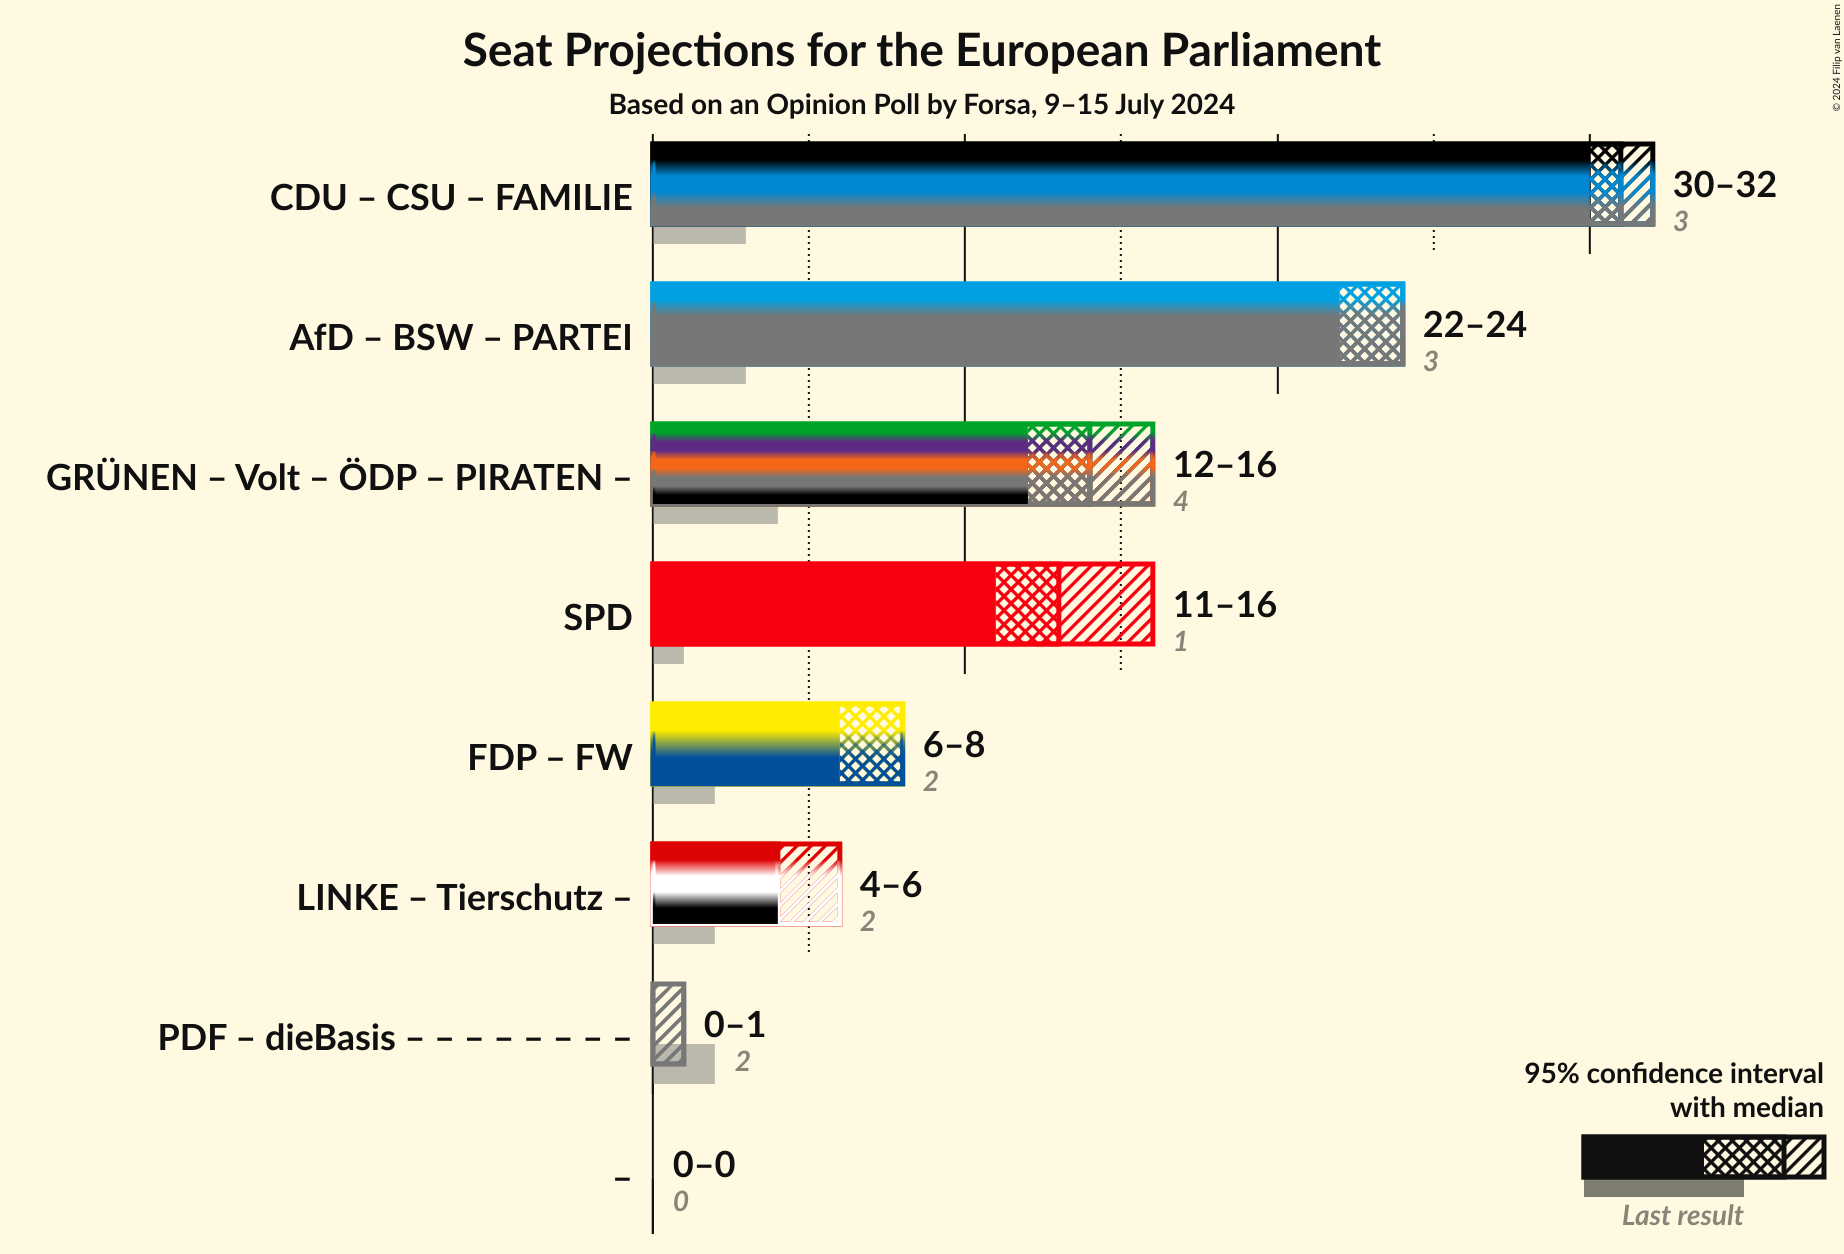 Seat Projections for the European Parliament
Based on an Opinion Poll by Forsa, 9–15 July 2024
© 2024 Filip van Laenen
CDU – CSU – FAMILIE
30–32
3
AfD – BSW – PARTEI
22–24
3
GRÜNEN – Volt – ÖDP – PIRATEN –
12–16
4
SPD
11–16
1
FDP – FW
6–8
2
LINKE – Tierschutz –
4–6
2
PDF – dieBasis – – – – – – – –
0–1
2
–
0–0
0
95% confidence interval
with median
Last result